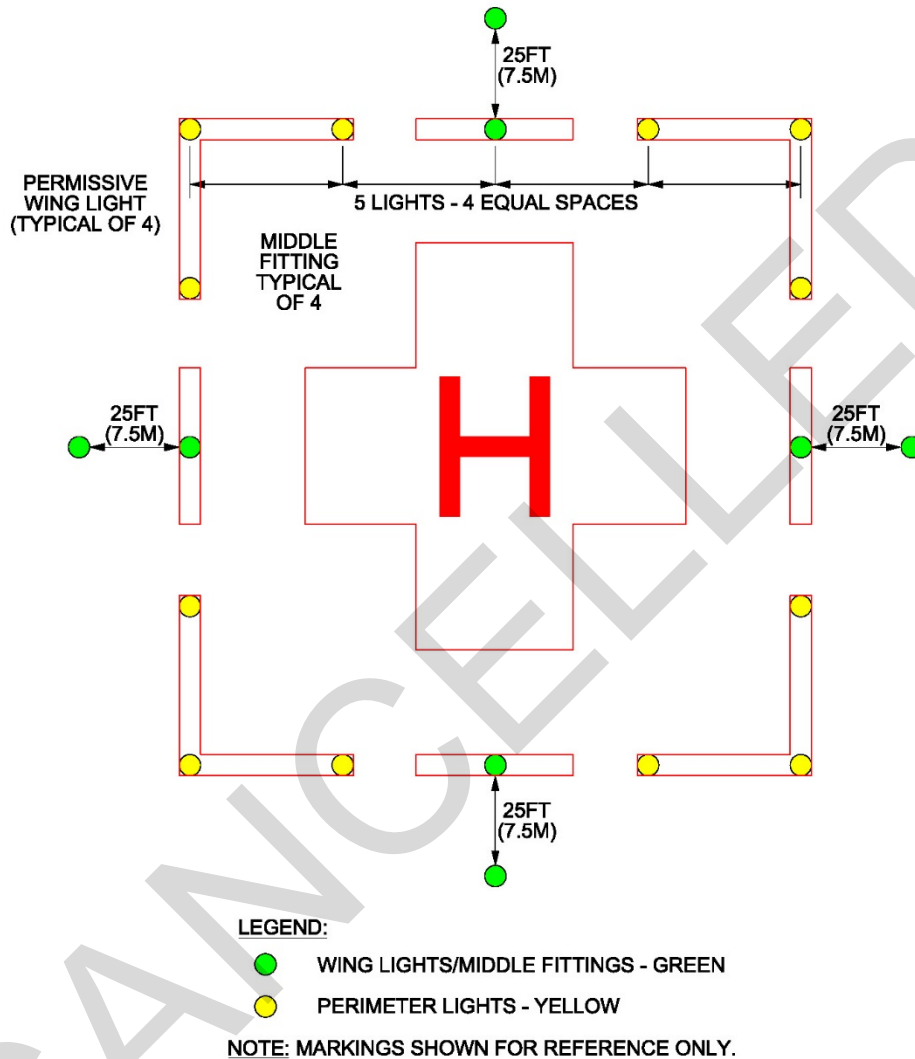 25FT
(7.5M)
PERMISSIVE
WING LIGHT
(TYPICAL OF 4)
5 LIGHTS - 4 EQUAL SPACES
MIDDLE
FITTING
TYPICAL
OF 4
H
25FT
(7.5M)
25FT
(7.5M)
25FT
(7.5M)
LEGEND:
WING LIGHTS/MIDDLE FITTINGS - GREEN
PERIMETER LIGHTS - YELLOW
NOTE: MARKINGS SHOWN FOR REFERENCE ONLY.
CANCELLED